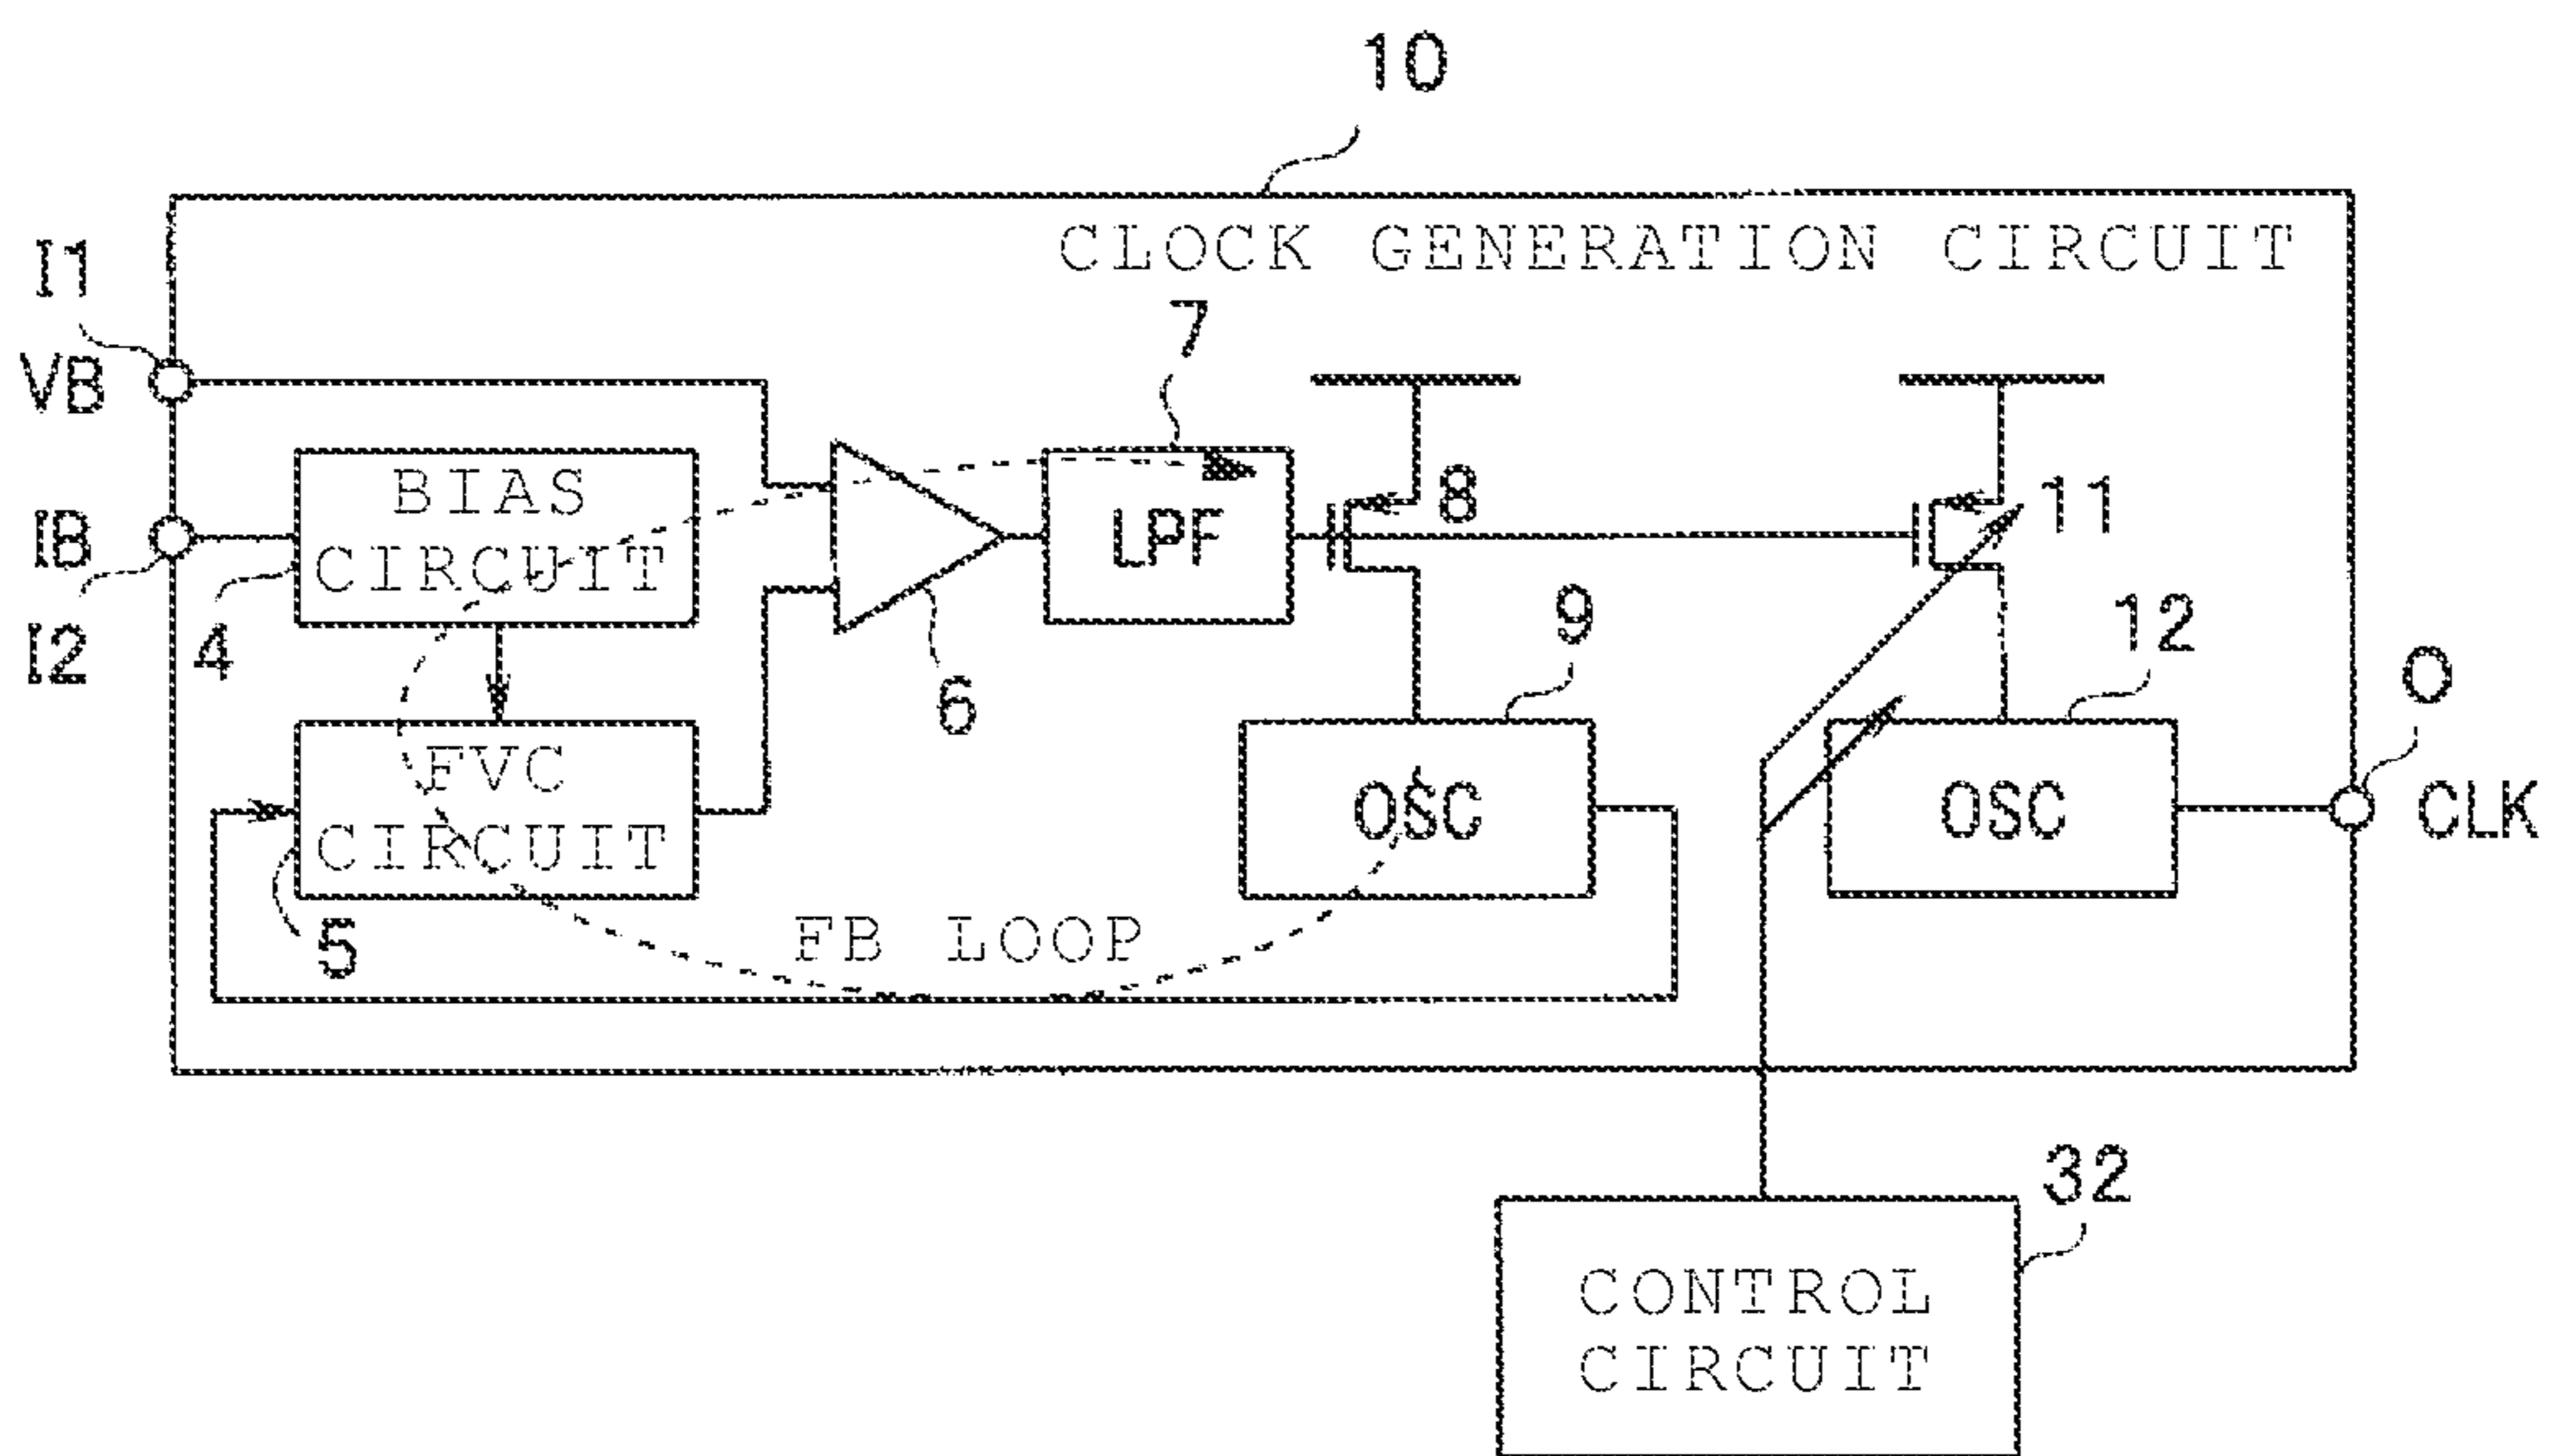 10
CLOCK GENERATION CIRCUIT
I1
VB
7
BIAS
CIRCUIT
LPF
8
11
IB
I2
4
6
9
12
O
FVC
CIRCUIT
OSC
OSC
CLK
5
FB LOOP
32
CONTROL
CIRCUIT